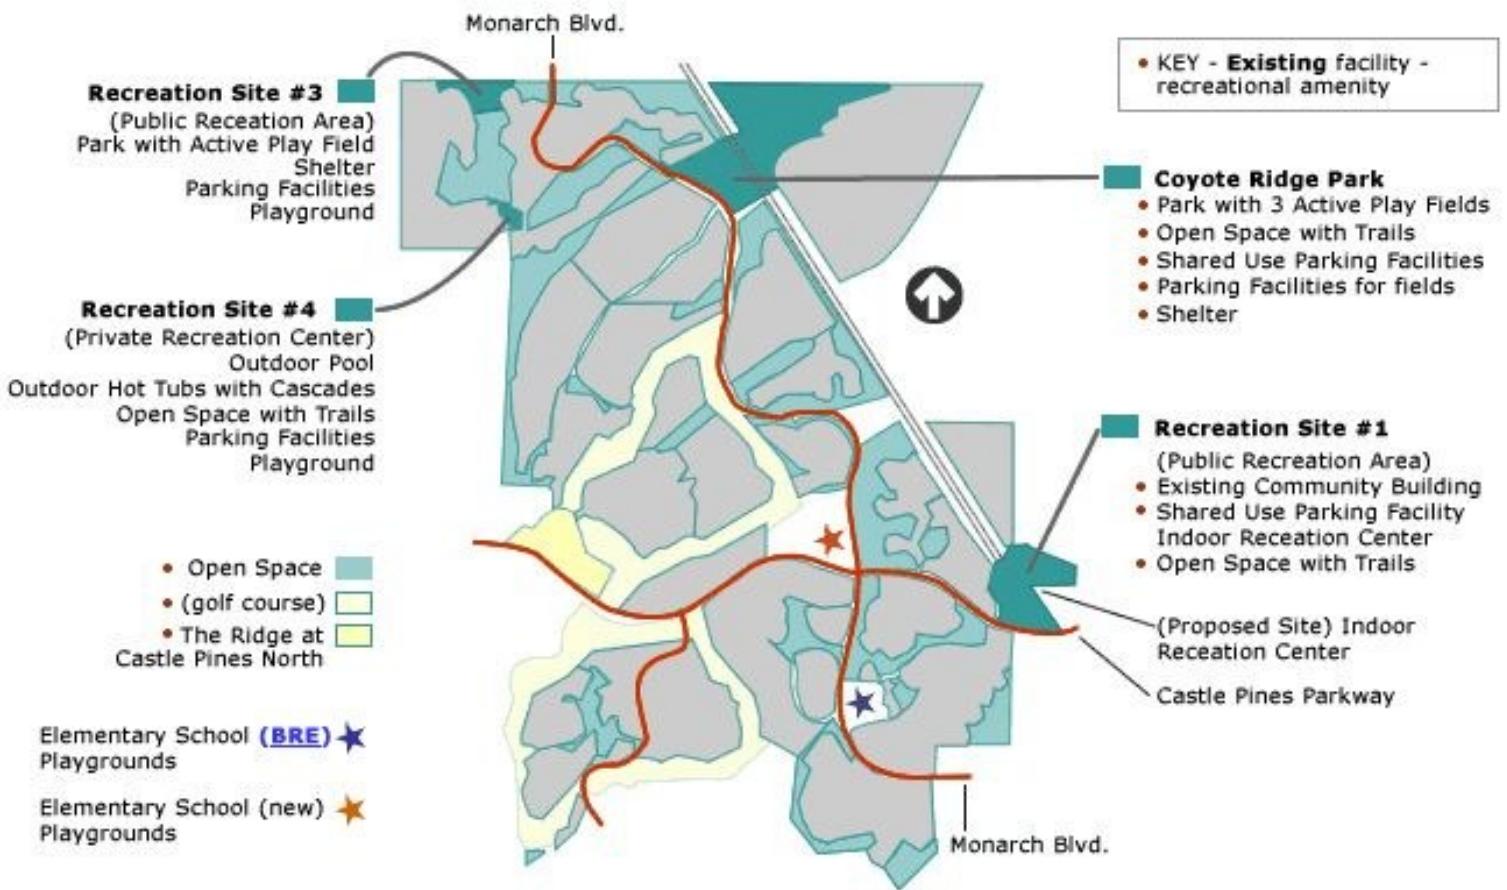 Monarch Blvd.
Recreation Site #3
(Public Receation Area)
Park with Active Play Field
Shelter
Parking Facilities
Playground
Recreation Site #4
(Private Recreation Center)
Outdoor Pool
Outdoor Hot Tubs with Cascades
Open Space with Trails
Parking Facilities
Playground
• Open Space
• (golf course)
• The Ridge at
Castle Pines North
Elementary School (BRE)
Playgrounds
Elementary School (new)
Playgrounds
• KEY - Existing facility -
recreational amenity
Coyote Ridge Park
• Park with 3 Active Play Fields
• Open Space with Trails
• Shared Use Parking Facilities
• Parking Facilities for fields
• Shelter
Recreation Site #1
(Public Recreation Area)
• Existing Community Building
• Shared Use Parking Facility
Indoor Receation Center
• Open Space with Trails
(Proposed Site) Indoor
Receation Center
Castle Pines Parkway
Monarch Blvd.